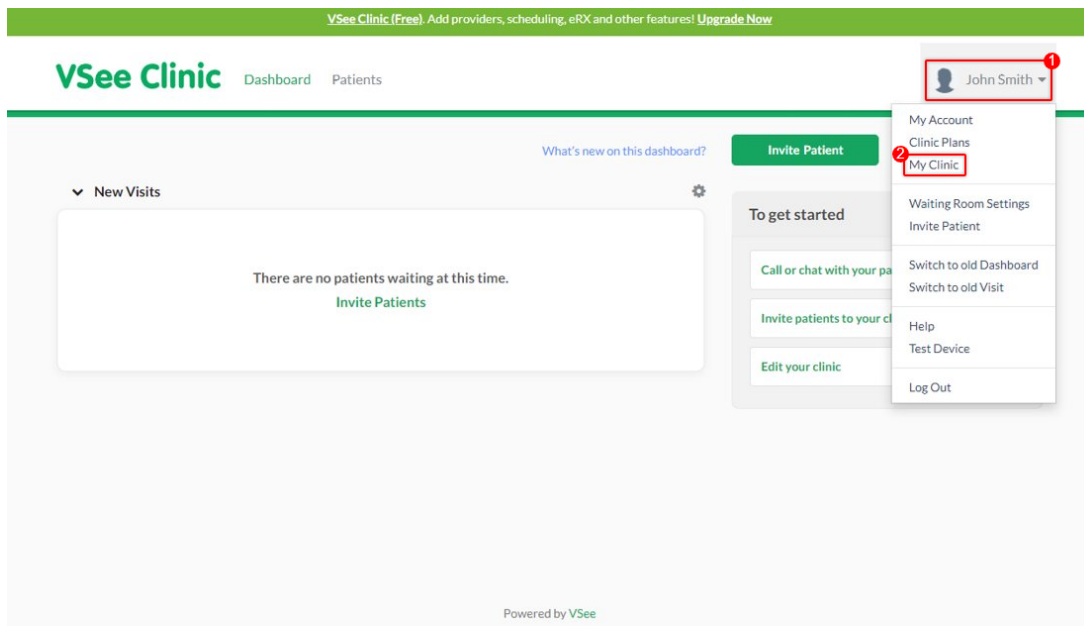 VSee Clinic (Free). Add providers, scheduling, eRX and other features! Upgrade Now
VSee Clinic
Dashboard
Patients
1
John Smith
My Account
Clinic Plans
2
My Clinic
Waiting Room Settings
Invite Patient
Switch to old Dashboard
Switch to old Visit
Help
Test Device
Log Out
What's new on this dashboard?
Invite Patient
New Visits
There are no patients waiting at this time.
Invite Patients
To get started
Call or chat with your
Invite patients to your
Edit your clinic
Powered by VSee